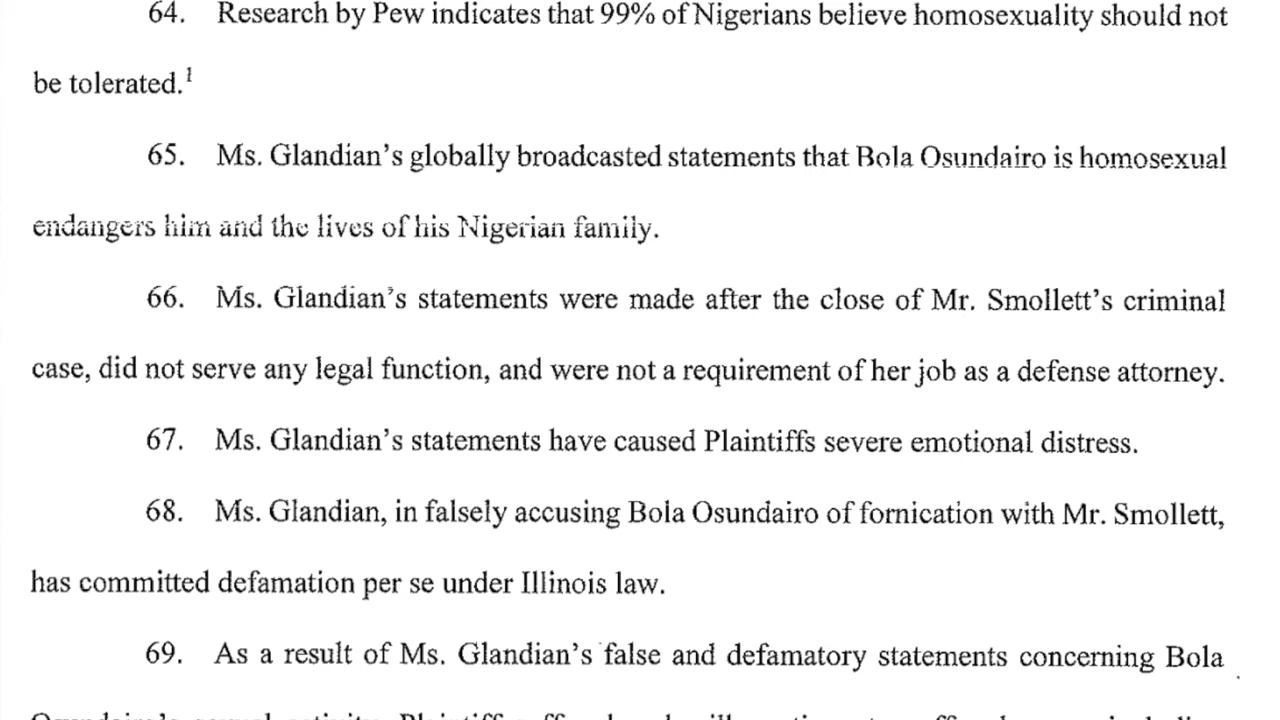 64. Research by Pew indicates that 99% of Nigerians believe homosexuality should not
be tolerated.¹
65. Ms. Glandian's globally broadcasted statements that Bola Osundairo is homosexual
endangers him and the lives of his Nigerian family.
66. Ms. Glandian's statements were made after the close of Mr. Smollett's criminal
case, did not serve any legal function, and were not a requirement of her job as a defense attorney.
67. Ms. Glandian's statements have caused Plaintiffs severe emotional distress.
68. Ms. Glandian, in falsely accusing Bola Osundairo of fornication with Mr. Smollett,
has committed defamation per se under Illinois law.
69. As a result of Ms. Glandian's false and defamatory statements concerning Bola